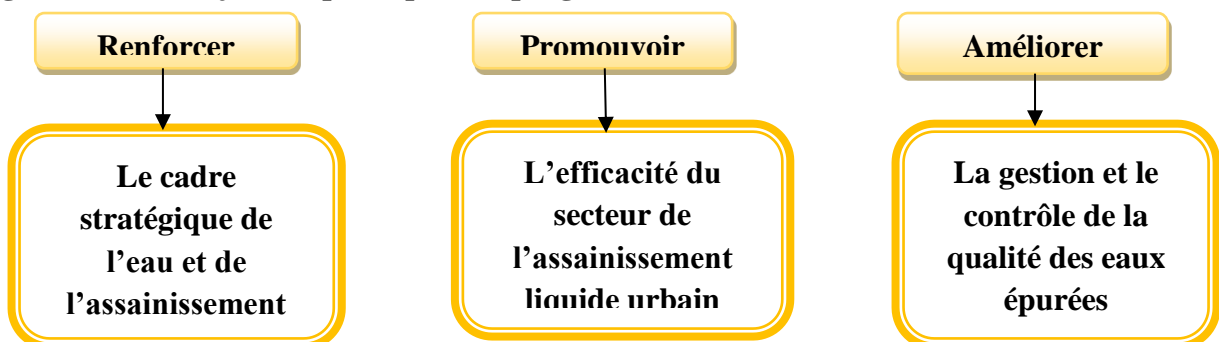 Renforcer
Promouvoir
Améliorer
Le cadre
stratégique de
l’eau et de
l’assainissement
L’efficacité du
secteur de
l’assainissement
liquide urbain
La gestion et le
contrôle de la
qualité des eaux
épurées